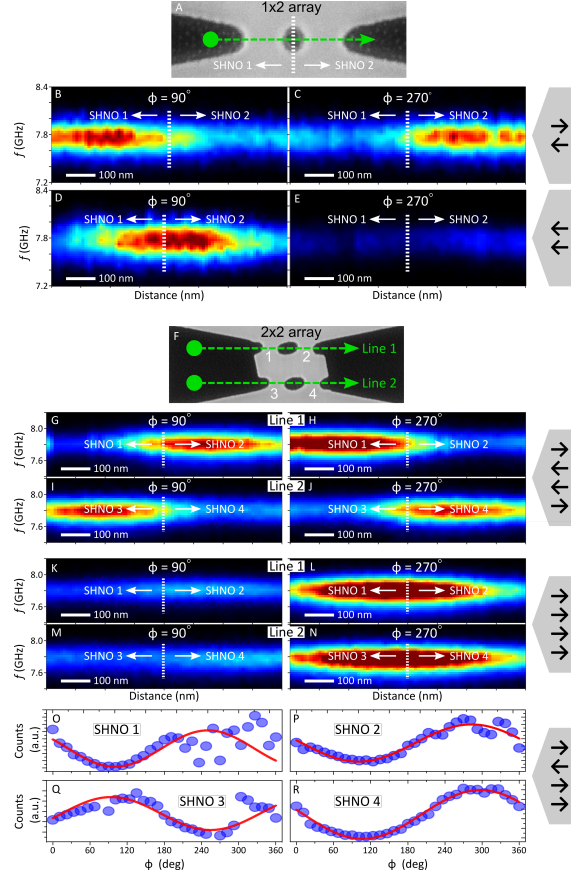 A
1x2 array
SHNO 1
SHNO 2
B
ϕ = 90°
C
ϕ = 270°
SHNO 1
SHNO 2
SHNO 1
SHNO 2
8.4
7.8
7.2
f (GHz)
100 nm
100 nm
D
ϕ = 90°
E
ϕ = 270°
SHNO 1
SHNO 2
SHNO 1
SHNO 2
8.4
7.8
7.2
f (GHz)
100 nm
100 nm
Distance (nm)
Distance (nm)
F
2x2 array
1
2
Line 1
3
4
Line 2
G
ϕ = 90°
Line 1
H
ϕ = 270°
SHNO 1
SHNO 2
SHNO 1
SHNO 2
8.0
7.6
f (GHz)
100 nm
100 nm
I
ϕ = 90°
Line 2
J
ϕ = 270°
SHNO 3
SHNO 4
SHNO 3
SHNO 4
8.0
7.6
f (GHz)
100 nm
100 nm
K
ϕ = 90°
Line 1
L
ϕ = 270°
SHNO 1
SHNO 2
SHNO 1
SHNO 2
8.0
7.6
f (GHz)
100 nm
100 nm
M
ϕ = 90°
Line 2
N
ϕ = 270°
SHNO 3
SHNO 4
SHNO 3
SHNO 4
8.0
7.6
f (GHz)
100 nm
100 nm
Distance (nm)
Distance (nm)
O
SHNO 1
P
SHNO 2
Counts
(a.u.)
Q
SHNO 3
R
SHNO 4
Counts
(a.u.)
0 90 180 270 360
0 90 180 270 360
ϕ (deg)
ϕ (deg)